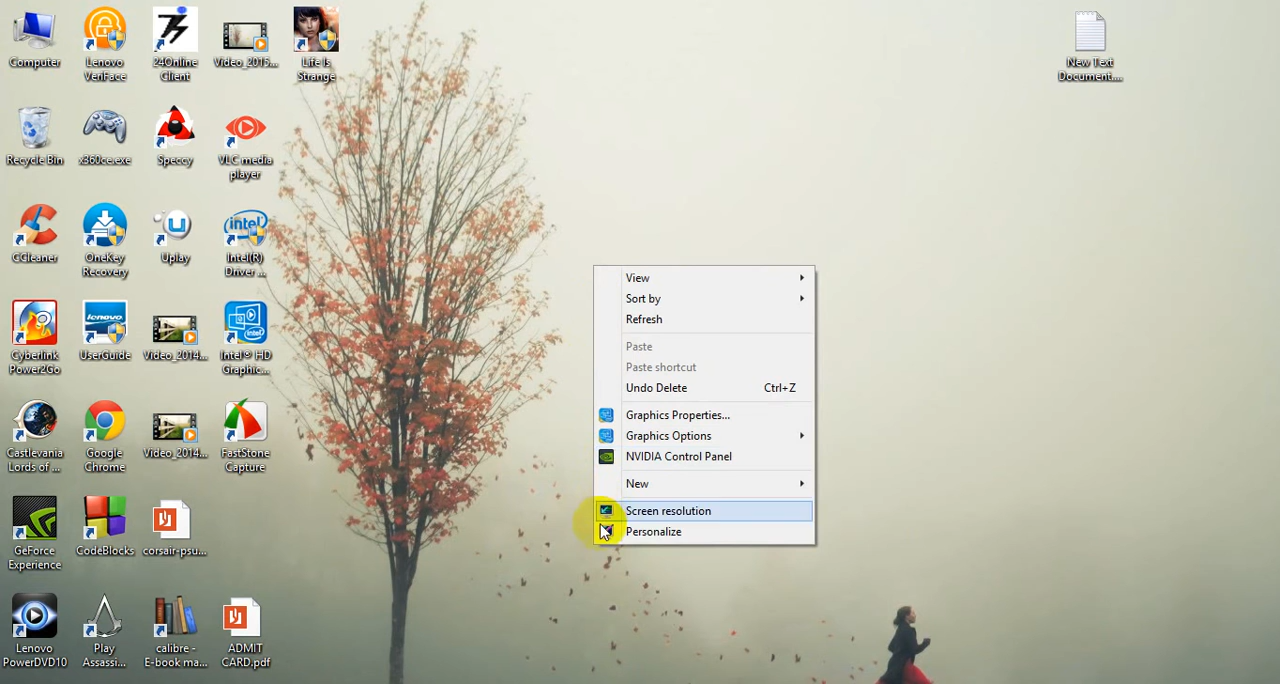 Computer
Lenovo
VeriFace
24Online
Client
Video_2015...
Life Is
Strange
New Text
Document....
Recycle Bin
x360ce.exe
Speccy
VLC media
player
CCleaner
OneKey
Recovery
Uplay
intel
Intel(R)
Driver ...
Cyberlink
Power2Go
lenovo
UserGuide
Video_2014...
intel
Intel® HD
Graphic...
Castlevania
Lords of ...
Google
Chrome
Video_2014...
FastStone
Capture
GeForce
Experience
CodeBlocks
corsair-psu...
Lenovo
PowerDVD10
Play
Assassi...
calibre -
E-book ma...
ADMIT
CARD.pdf
View
Sort by
Refresh
Paste
Paste shortcut
Undo Delete Ctrl+Z
Graphics Properties...
Graphics Options
NVIDIA Control Panel
New
Screen resolution
Personalize